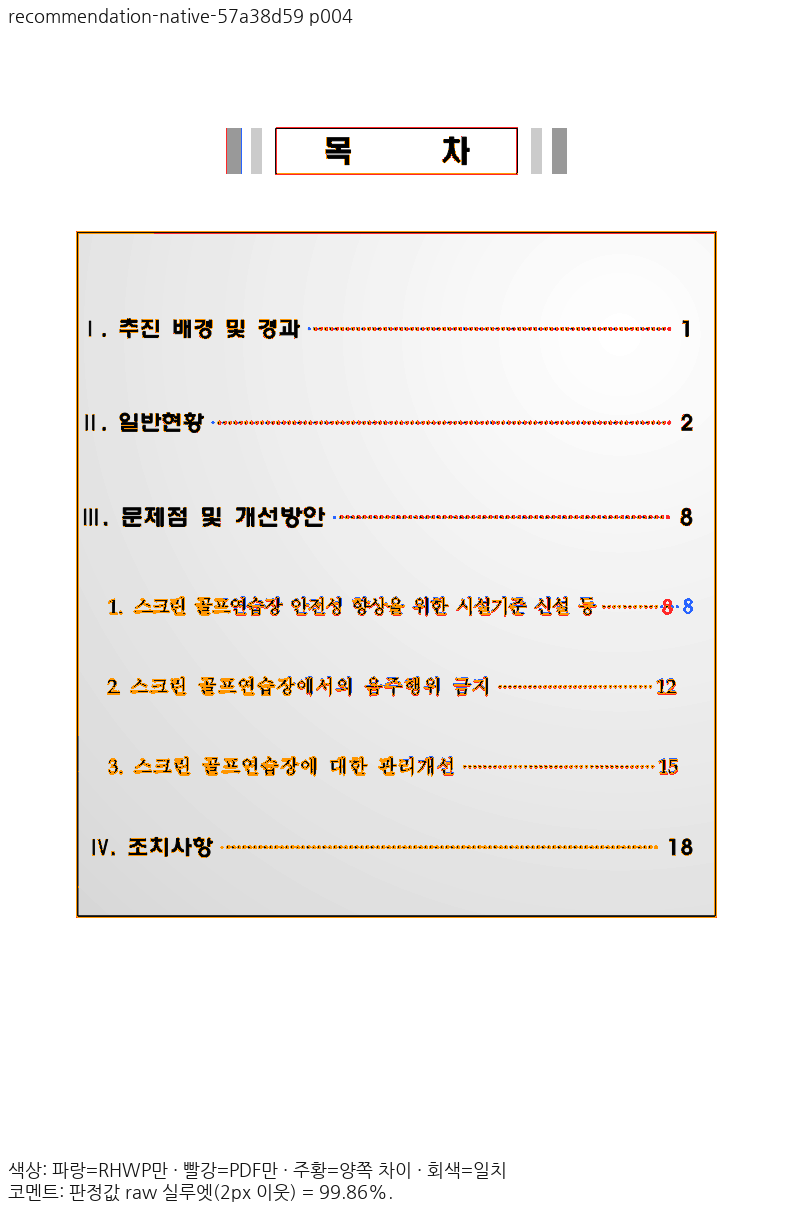 recommendation-native-57a38d59 p004
목 차
Ⅰ. 추진 배경 및 경과 ································ 1
Ⅱ. 일반현황 ································ 2
Ⅲ. 문제점 및 개선방안 ································ 8
1. 스크린 골프연습장 안전성 향상을 위한 시설기준 신설 등 ·········· 8 8
2. 스크린 골프연습장에서의 음주행위 금지 ···················· 12
3. 스크린 골프연습장에 대한 관리개선 ························ 15
Ⅳ. 조치사항 ································ 18
색상: 파랑=RHWP만 · 빨강=PDF만 · 주황=양쪽 차이 · 회색=일치
코멘트: 판정값 raw 실루엣(2px 이웃) = 99.86%.